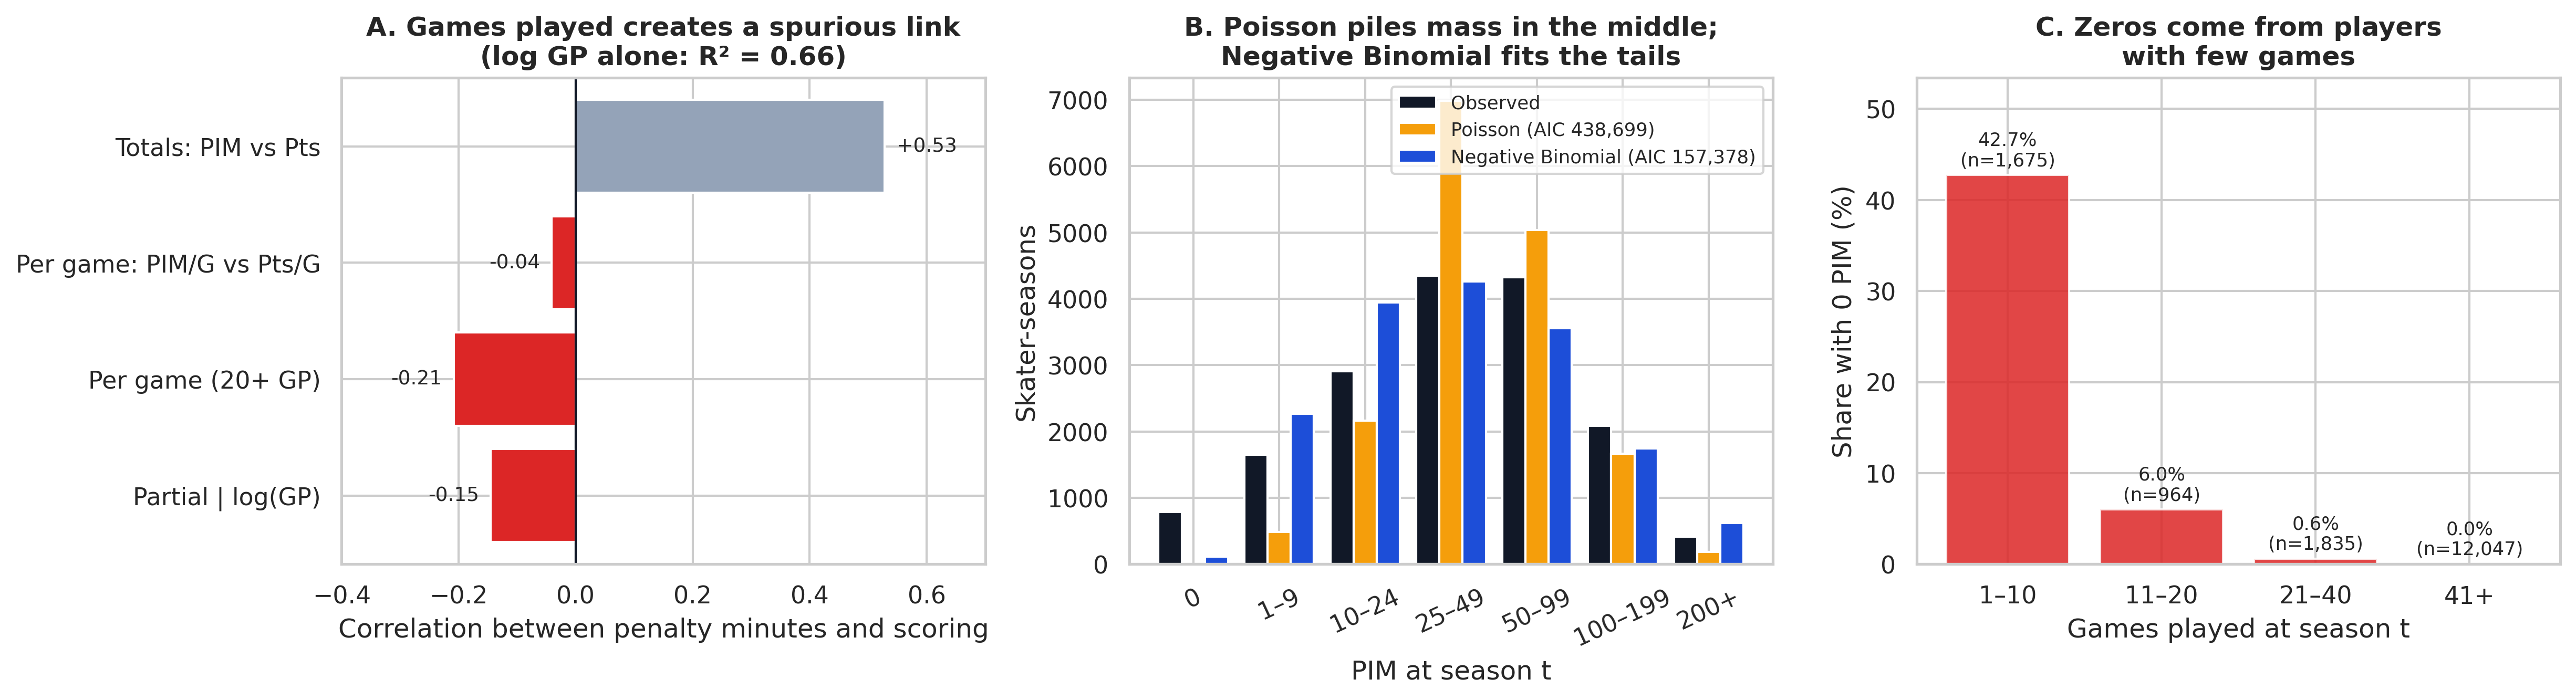 A. Games played creates a spurious link
(log GP alone: R² = 0.66)
Totals: PIM vs Pts
Per game: PIM/G vs Pts/G
Per game (20+ GP)
Partial | log(GP)
+0.53
-0.04
-0.21
-0.15
−0.4
−0.2
0.0
0.2
0.4
0.6
Correlation between penalty minutes and scoring
B. Poisson piles mass in the middle;
Negative Binomial fits the tails
Skater-seasons
7000
6000
5000
4000
3000
2000
1000
0
Observed
Poisson (AIC 438,699)
Negative Binomial (AIC 157,378)
0
1–9
10–24
25–49
50–99
100–199
200+
PIM at season t
C. Zeros come from players
with few games
Share with 0 PIM (%)
50
40
30
20
10
0
42.7%
(n=1,675)
6.0%
(n=964)
0.6%
(n=1,835)
0.0%
(n=12,047)
1–10
11–20
21–40
41+
Games played at season t